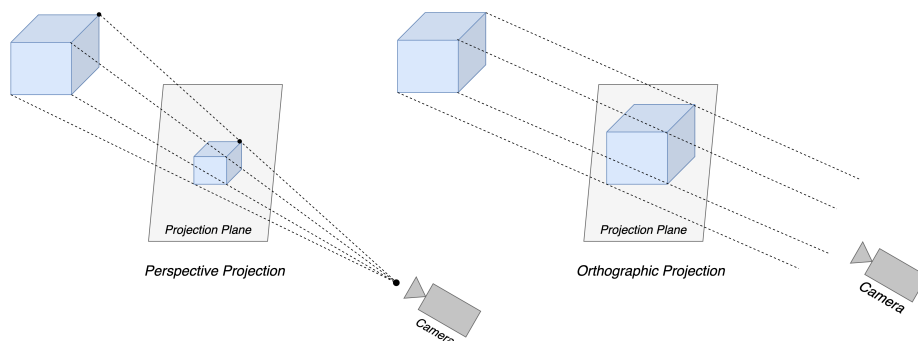 Projection Plane
Perspective Projection
Camera
Projection Plane
Orthographic Projection
Camera